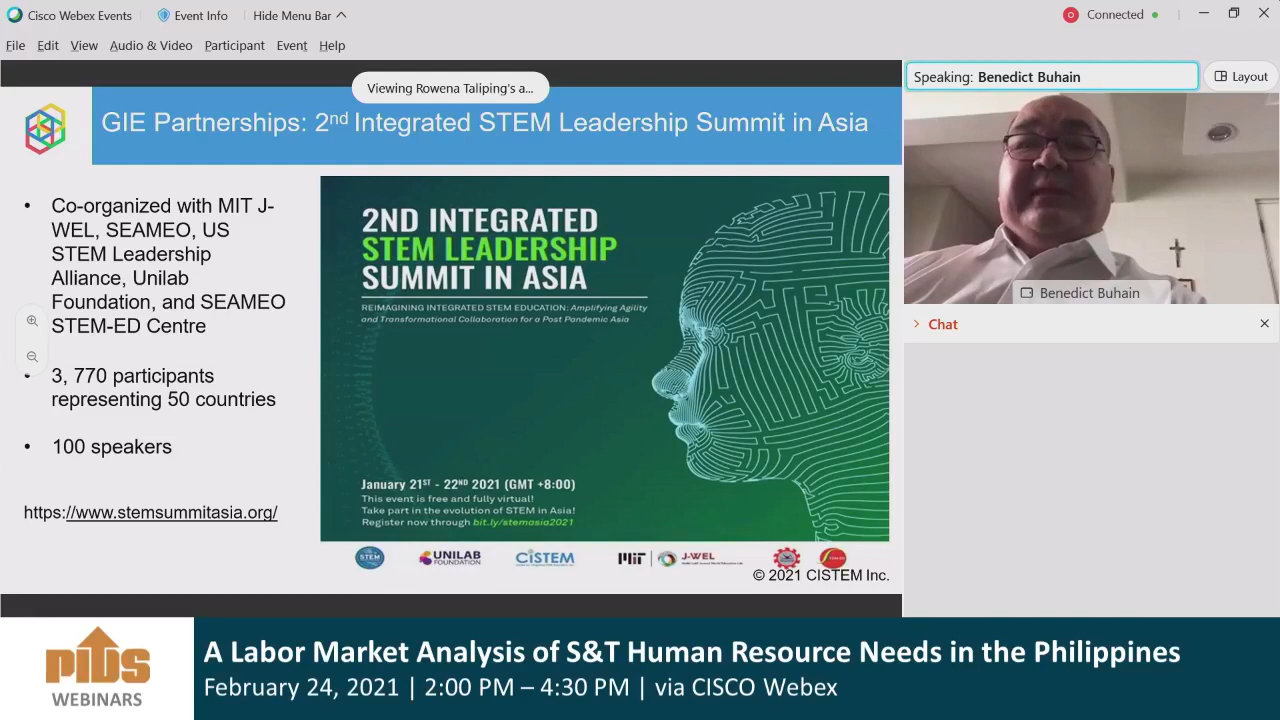 Cisco Webex Events
Event Info
Hide Menu Bar
Connected
File Edit View Audio & Video Participant Event Help
Viewing Rowena Taliping's a...
Speaking: Benedict Buhain
Layout
GIE Partnerships: 2nd Integrated STEM Leadership Summit in Asia
• Co-organized with MIT J-
WEL, SEAMEO, US
STEM Leadership
Alliance, Unilab
Foundation, and SEAMEO
STEM-ED Centre
• 3, 770 participants
representing 50 countries
• 100 speakers
https://www.stemsummitasia.org/
2ND INTEGRATED
STEM LEADERSHIP
SUMMIT IN ASIA
REIMAGINING INTEGRATED STEM EDUCATION: Amplifying Agility
and Transformational Collaboration for a Post Pandemic Asia
January 21ST - 22ND 2021 (GMT +8:00)
This event is free and fully virtual!
Take part in the evolution of STEM in Asia!
Register now through bit.ly/stemasia2021
STEM
UNILAB
FOUNDATION
CiSTEM
MIT
J-WEL
© 2021 CISTEM Inc.
Benedict Buhain
Chat
PIDS
WEBINARS
A Labor Market Analysis of S&T Human Resource Needs in the Philippines
February 24, 2021 | 2:00 PM – 4:30 PM | via CISCO Webex